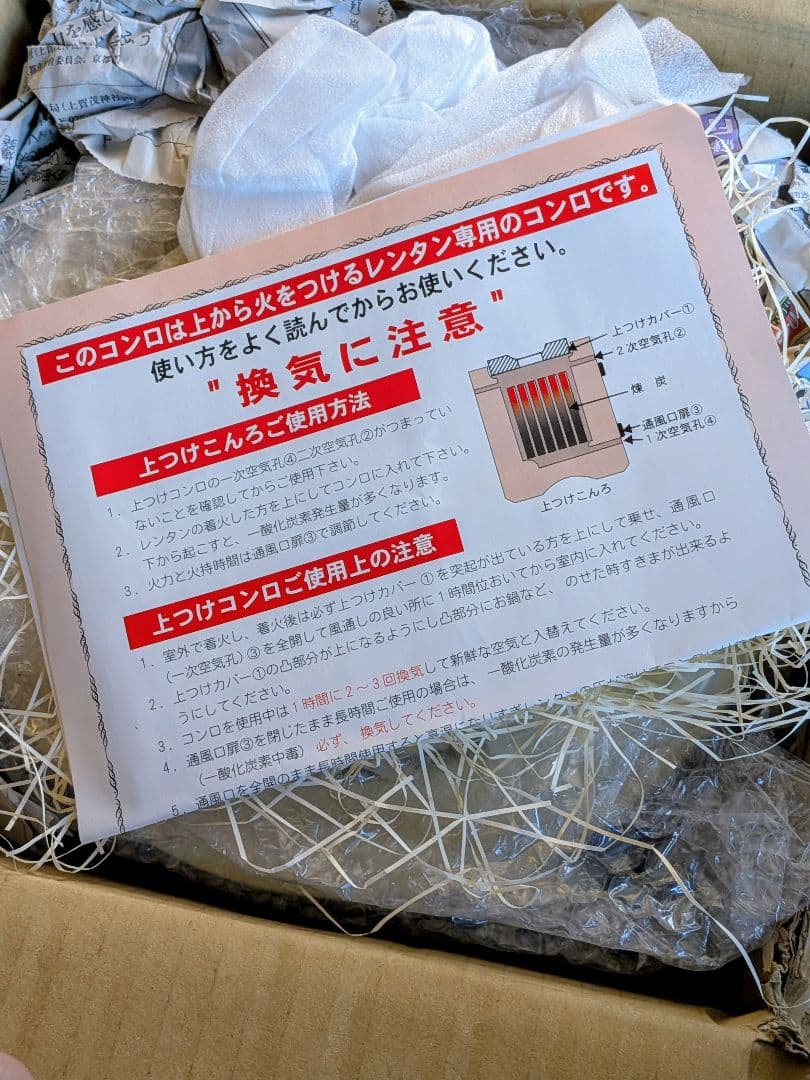 このコンロは上から火をつけるレンタン専用のコンロです。
使い方をよく読んでからお使いください。
"換気に注意"
上つけこんろご使用方法
1. 上つけコンロの一次空気孔④二次空気孔②がつまってい
ないことを確認してからご使用下さい。
2. レンタンの着火した方を上にしてコンロに入れて下さい。
下から起こすと、一酸化炭素発生量が多くなります。
3. 火力と火持時間は通風口扉③で調節してください。
上つけカバー①
2次空気孔②
煉炭
通風口扉③
1次空気孔④
上つけこんろ
上つけコンロご使用上の注意
1. 室外で着火し、着火後は必ず上つけカバー①を突起が出ている方を上にして乗せ、通風口
(一次空気孔)③を全開して風通しの良い所に1時間位おいてから室内に入れてください。
2. 上つけカバー①の凸部分が上になるようにし凸部分にお鍋など、のせた時すきまが出来るよ
うにしてください。
3. コンロを使用中は1時間に2〜3回換気して新鮮な空気と入替えてください。
4. 通風口扉③を閉じたまま長時間ご使用の場合は、一酸化炭素の発生量が多くなりますから
(一酸化炭素中毒)必ず、換気してください。
5. 通風口を全開のまま長時間使用すると高温